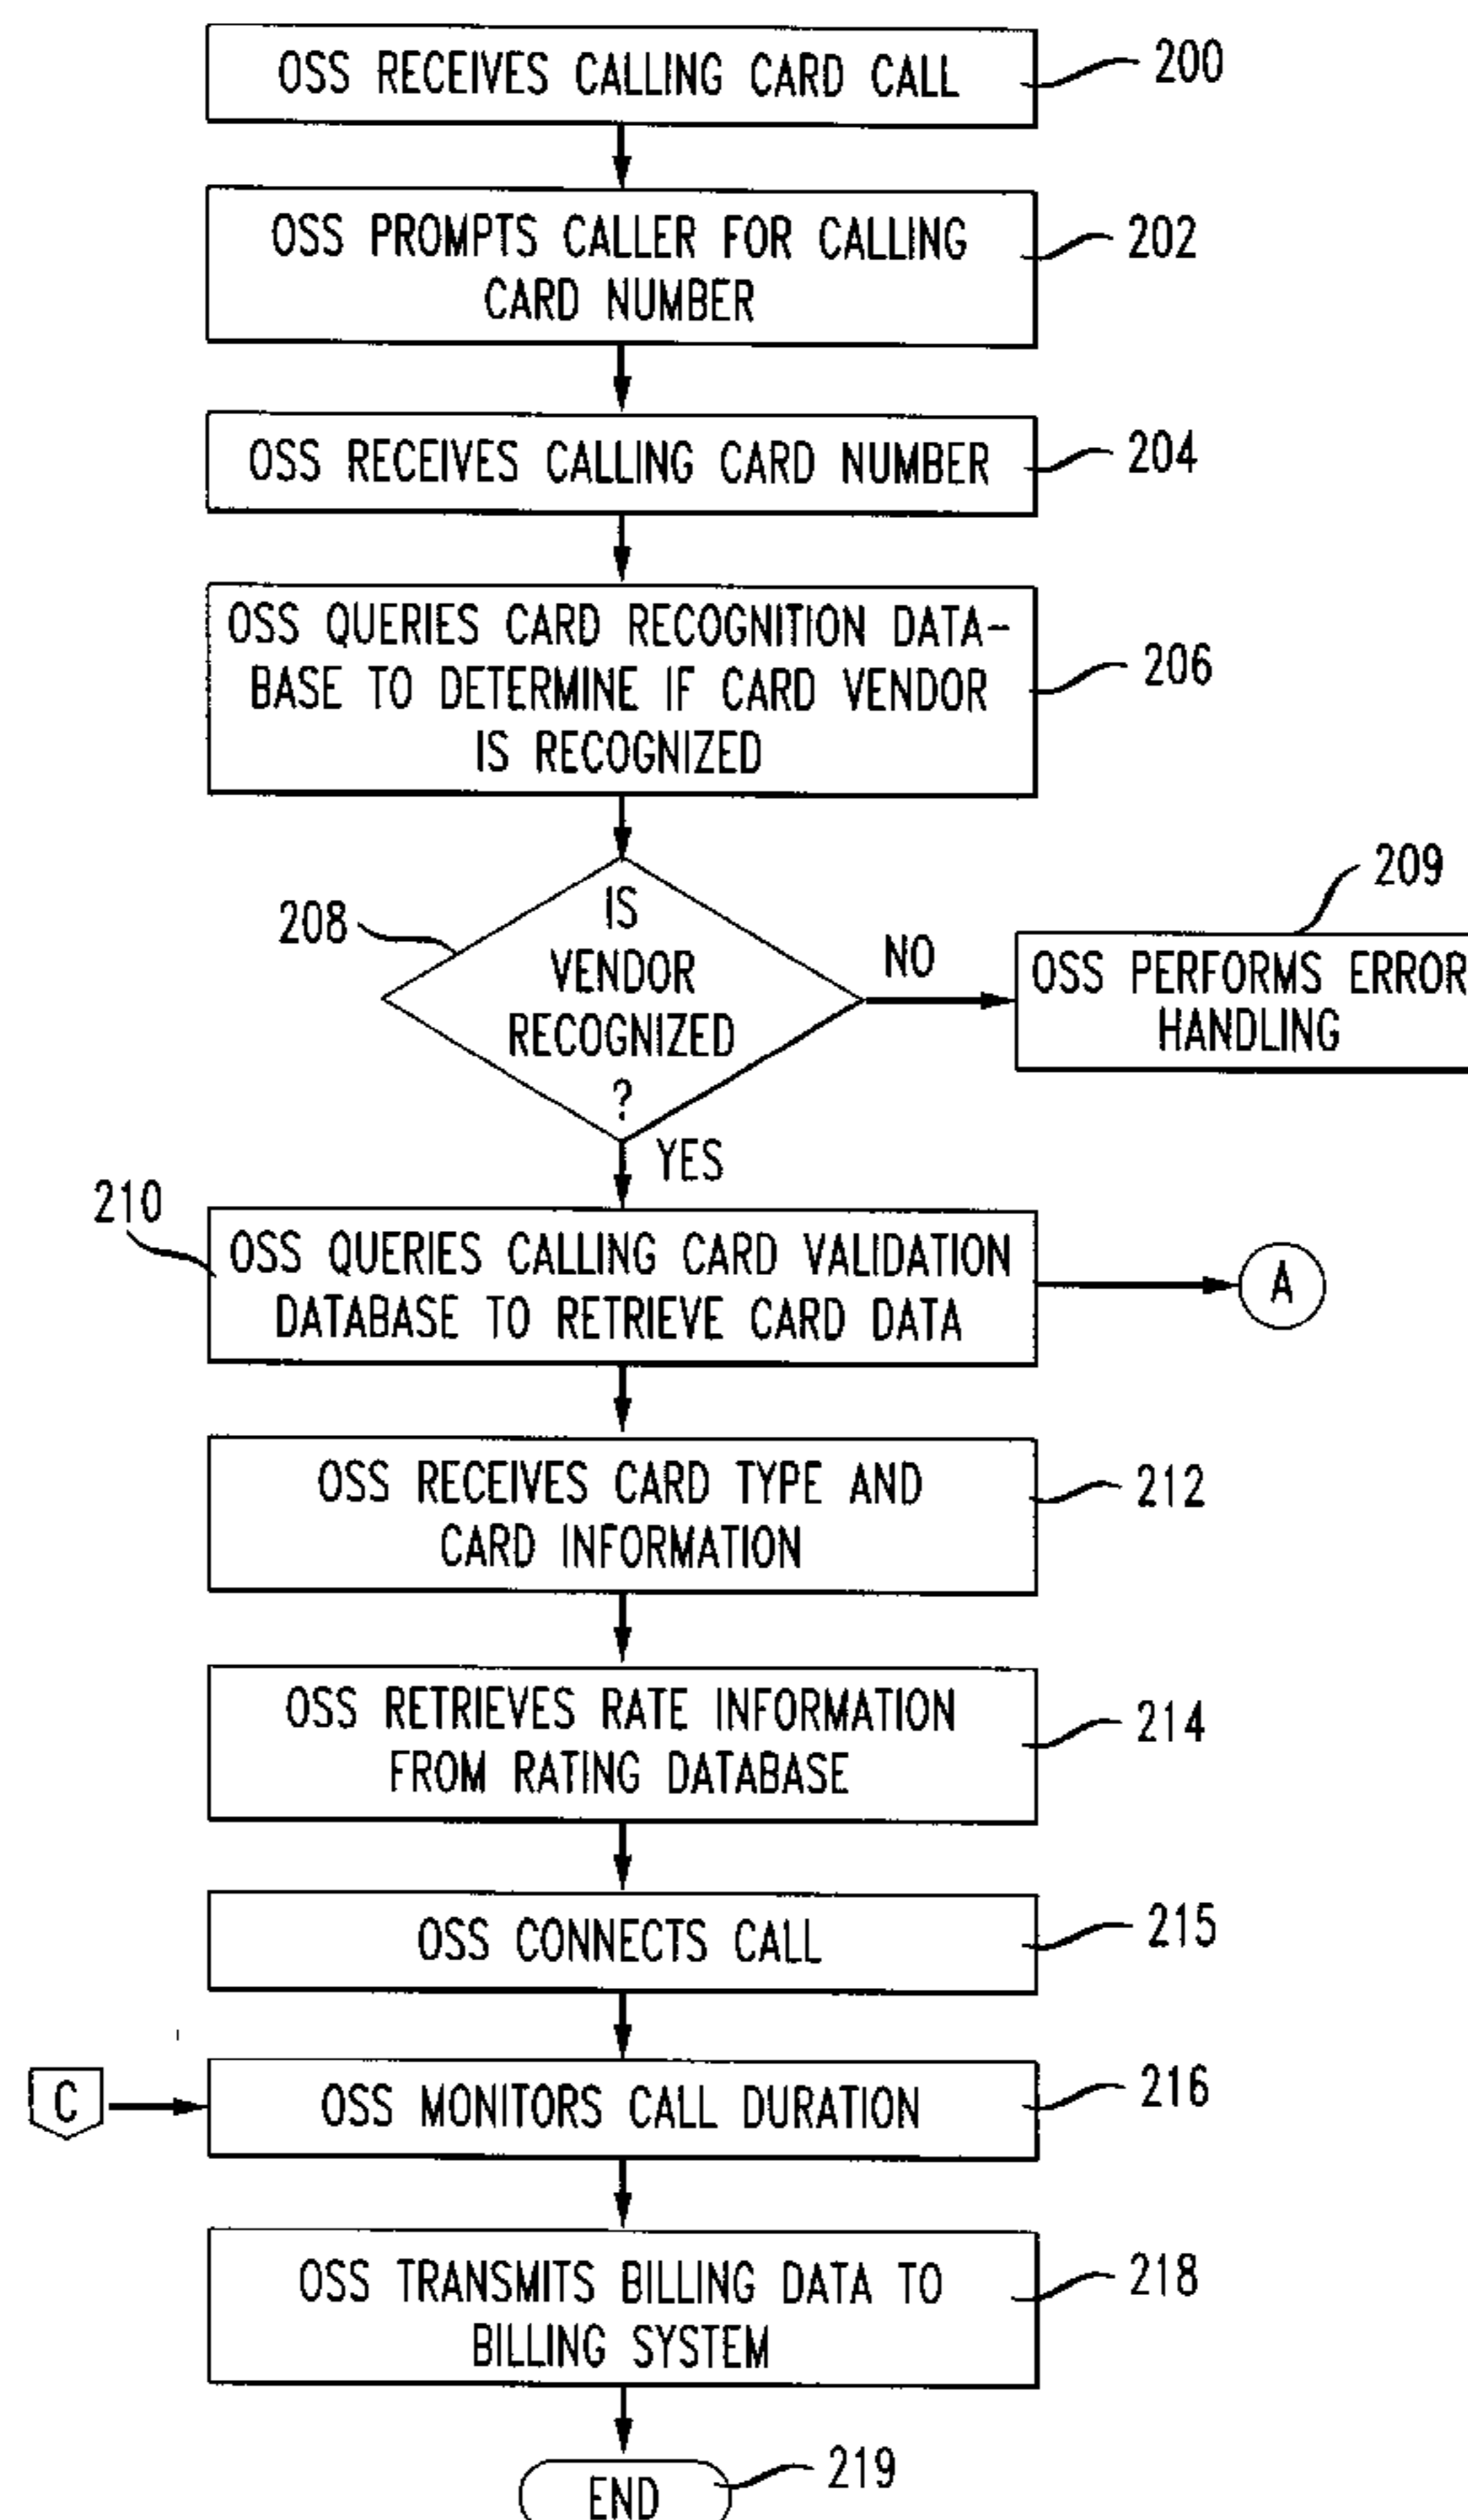 OSS RECEIVES CALLING CARD CALL
200
OSS PROMPTS CALLER FOR CALLING
CARD NUMBER
202
OSS RECEIVES CALLING CARD NUMBER
204
OSS QUERIES CARD RECOGNITION DATA-
BASE TO DETERMINE IF CARD VENDOR
IS RECOGNIZED
206
208
IS
VENDOR
RECOGNIZED
?
NO
209
OSS PERFORMS ERROR
HANDLING
YES
210
OSS QUERIES CALLING CARD VALIDATION
DATABASE TO RETRIEVE CARD DATA
A
OSS RECEIVES CARD TYPE AND
CARD INFORMATION
212
OSS RETRIEVES RATE INFORMATION
FROM RATING DATABASE
214
OSS CONNECTS CALL
215
C
OSS MONITORS CALL DURATION
216
OSS TRANSMITS BILLING DATA TO
BILLING SYSTEM
218
END
219